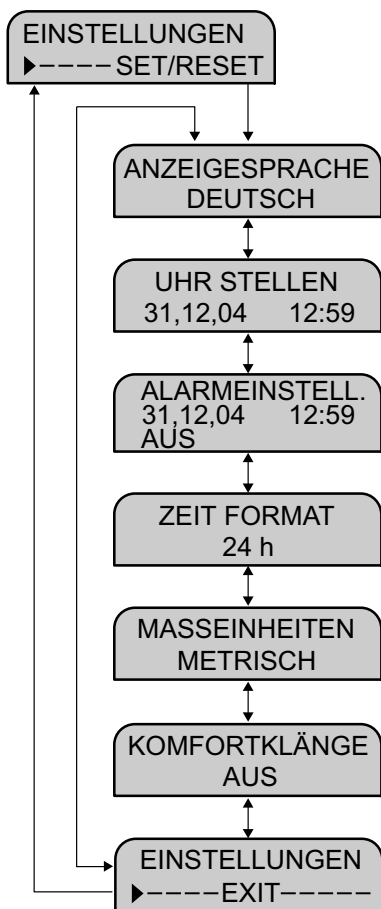 EINSTELLUNGEN
▶---- SET/RESET
ANZEIGESPRACHE
DEUTSCH
UHR STELLEN
31,12,04 12:59
ALARMEINSTELL.
31,12,04 12:59
AUS
ZEIT FORMAT
24 h
MASSEINHEITEN
METRISCH
KOMFORTKLÄNGE
AUS
EINSTELLUNGEN
▶----EXIT-----